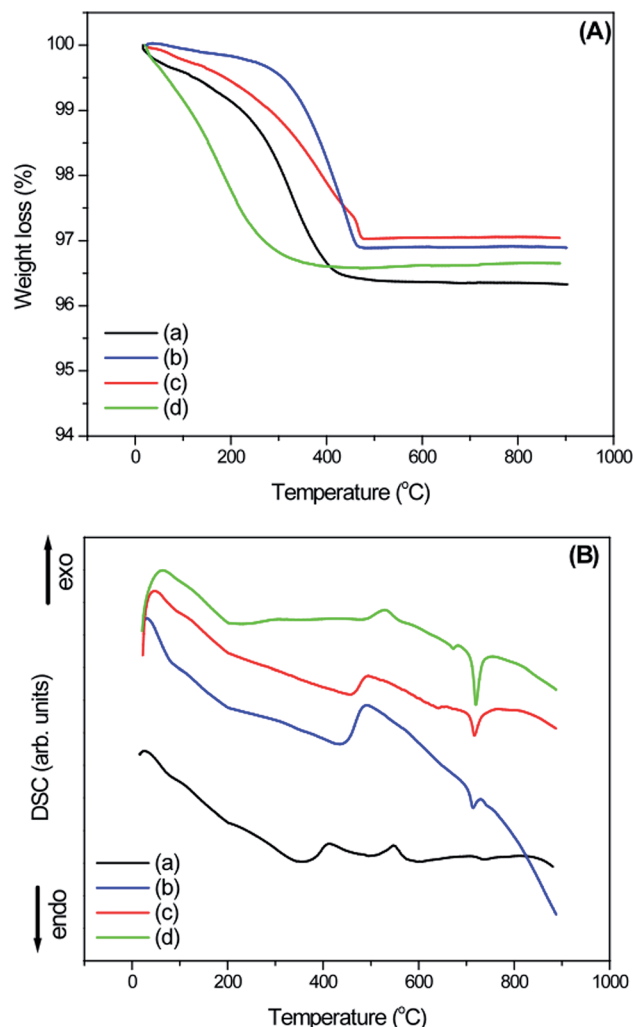 (A)
100
99
98
97
96
95
94
Weight loss (%)
(a)
(b)
(c)
(d)
0 200 400 600 800 1000
Temperature (°C)
(B)
exo
DSC (arb. units)
endo
(a)
(b)
(c)
(d)
0 200 400 600 800 1000
Temperature (°C)